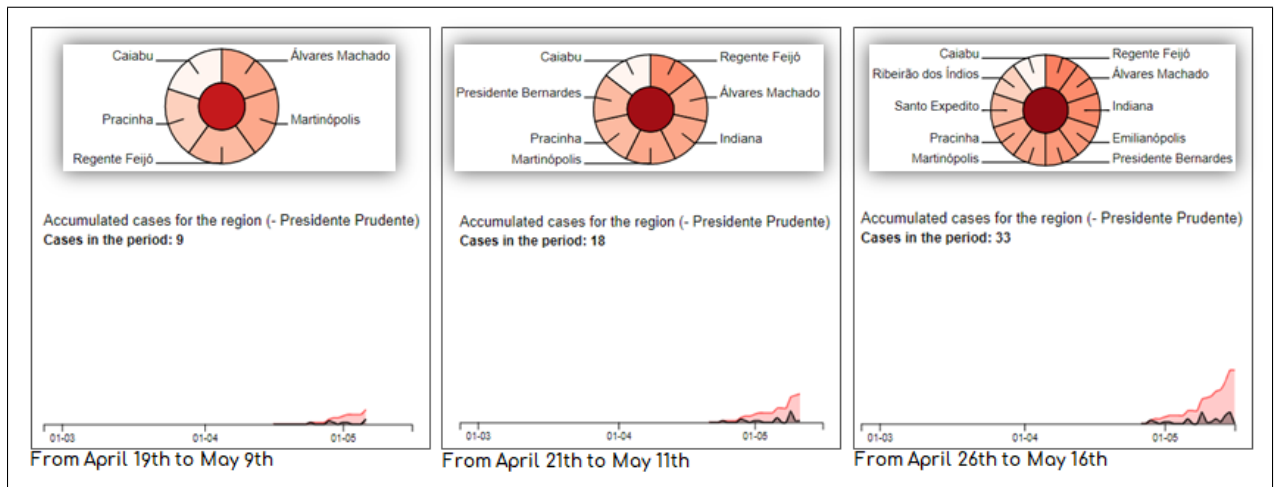 Caiabu
Álvares Machado
Pracinha
Martinópolis
Regente Feijó
Accumulated cases for the region (- Presidente Prudente)
Cases in the period: 9
01-03 01-04 01-05
From April 19th to May 9th
Caiabu
Regente Feijó
Presidente Bernardes
Álvares Machado
Pracinha
Indiana
Martinópolis
Accumulated cases for the region (- Presidente Prudente)
Cases in the period: 18
01-03 01-04 01-05
From April 21th to May 11th
Caiabu
Regente Feijó
Ribeirão dos Índios
Álvares Machado
Santo Expedito
Indiana
Pracinha
Emilianópolis
Martinópolis
Presidente Bernardes
Accumulated cases for the region (- Presidente Prudente)
Cases in the period: 33
01-03 01-04 01-05
From April 26th to May 16th